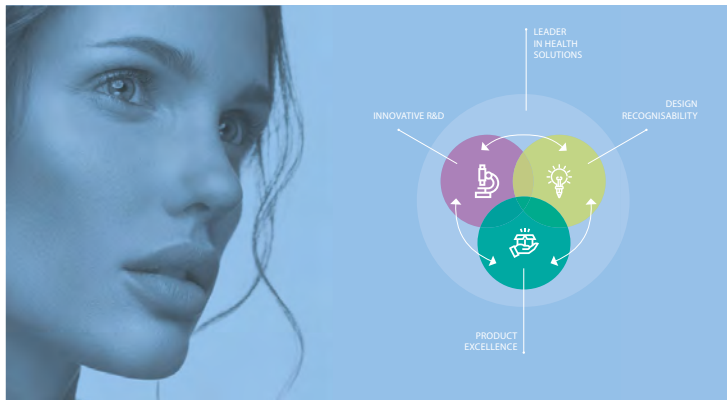 LEADER
IN HEALTH
SOLUTIONS
DESIGN
RECOGNISABILITY
INNOVATIVE R&D
PRODUCT
EXCELLENCE